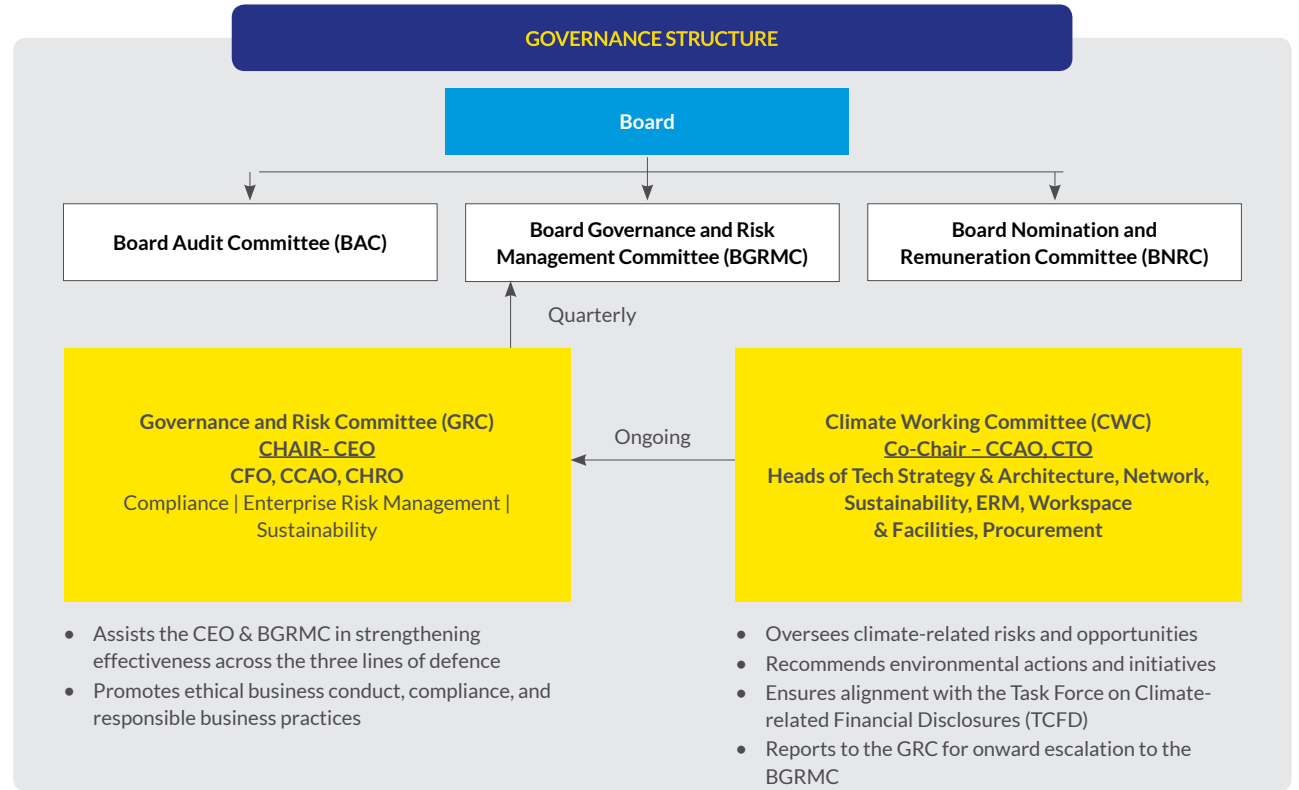 GOVERNANCE STRUCTURE
Board
Board Audit Committee (BAC)
Board Governance and Risk
Management Committee (BGRMC)
Board Nomination and
Remuneration Committee (BNRC)
Quarterly
Governance and Risk Committee (GRC)
CHAIR- CEO
CFO, CCAO, CHRO
Compliance | Enterprise Risk Management |
Sustainability
Ongoing
Climate Working Committee (CWC)
Co-Chair – CCAO, CTO
Heads of Tech Strategy & Architecture, Network,
Sustainability, ERM, Workspace
& Facilities, Procurement
• Assists the CEO & BGRMC in strengthening
effectiveness across the three lines of defence
• Promotes ethical business conduct, compliance, and
responsible business practices
• Oversees climate-related risks and opportunities
• Recommends environmental actions and initiatives
• Ensures alignment with the Task Force on Climate-
related Financial Disclosures (TCFD)
• Reports to the GRC for onward escalation to the
BGRMC